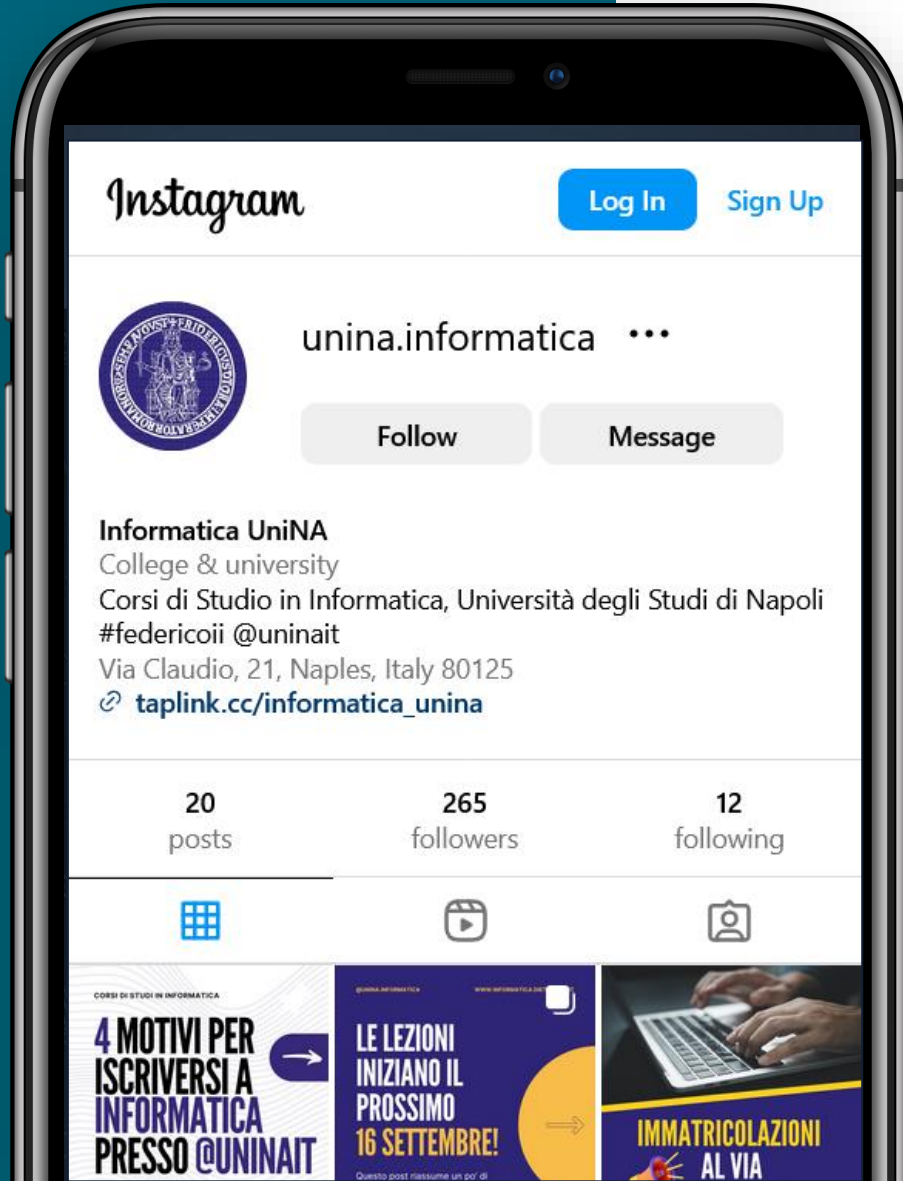 Instagram
Log In
Sign Up
unina.informatica
Follow
Message
Informatica UniNA
College & university
Corsi di Studio in Informatica, Università degli Studi di Napoli
#federicoii @uninait
Via Claudio, 21, Naples, Italy 80125
taplink.cc/informatica_unina
20
posts
265
followers
12
following
CORSI DI STUDI IN INFORMATICA
4 MOTIVI PER
ISCRIVERSI A
INFORMATICA
PRESSO @UNINAIT
@UNINA.INFORMATICA
LE LEZIONI
INIZIANO IL
PROSSIMO
16 SETTEMBRE!
Questo post riassume un po' di
IMMATRICOLAZIONI
AL VIA